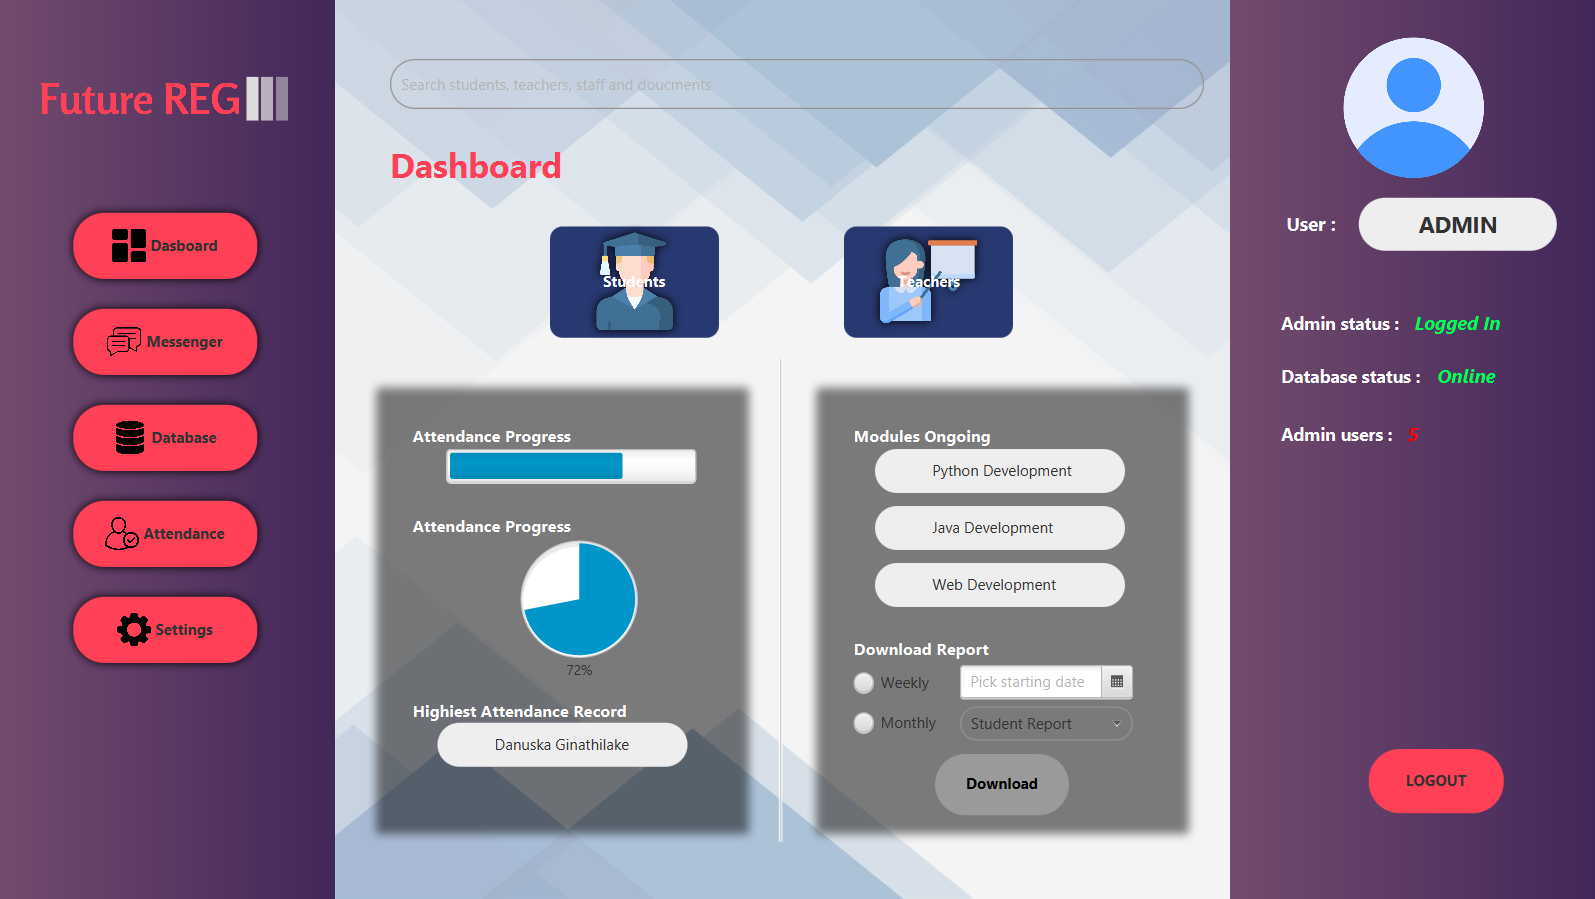 Future REG
Dasboard
Messenger
Database
Attendance
Settings
Search students, teachers, staff and doucments
Dashboard
Students
Teachers
Attendance Progress
Attendance Progress
72%
Highiest Attendance Record
Danuska Ginathilake
Modules Ongoing
Python Development
Java Development
Web Development
Download Report
Weekly
Pick starting date
Monthly
Student Report
Download
User :
ADMIN
Admin status : Logged In
Database status : Online
Admin users : 5
LOGOUT